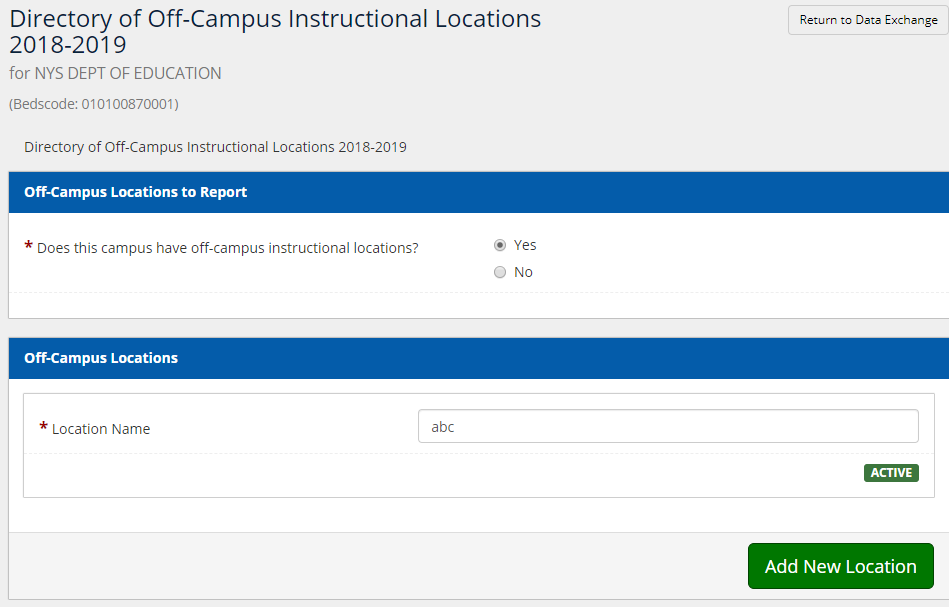 Directory of Off-Campus Instructional Locations
2018-2019
Return to Data Exchange
for NYS DEPT OF EDUCATION
(Bedscode: 010100870001)
Directory of Off-Campus Instructional Locations 2018-2019
Off-Campus Locations to Report
* Does this campus have off-campus instructional locations?
Yes
No
Off-Campus Locations
* Location Name
abc
ACTIVE
Add New Location